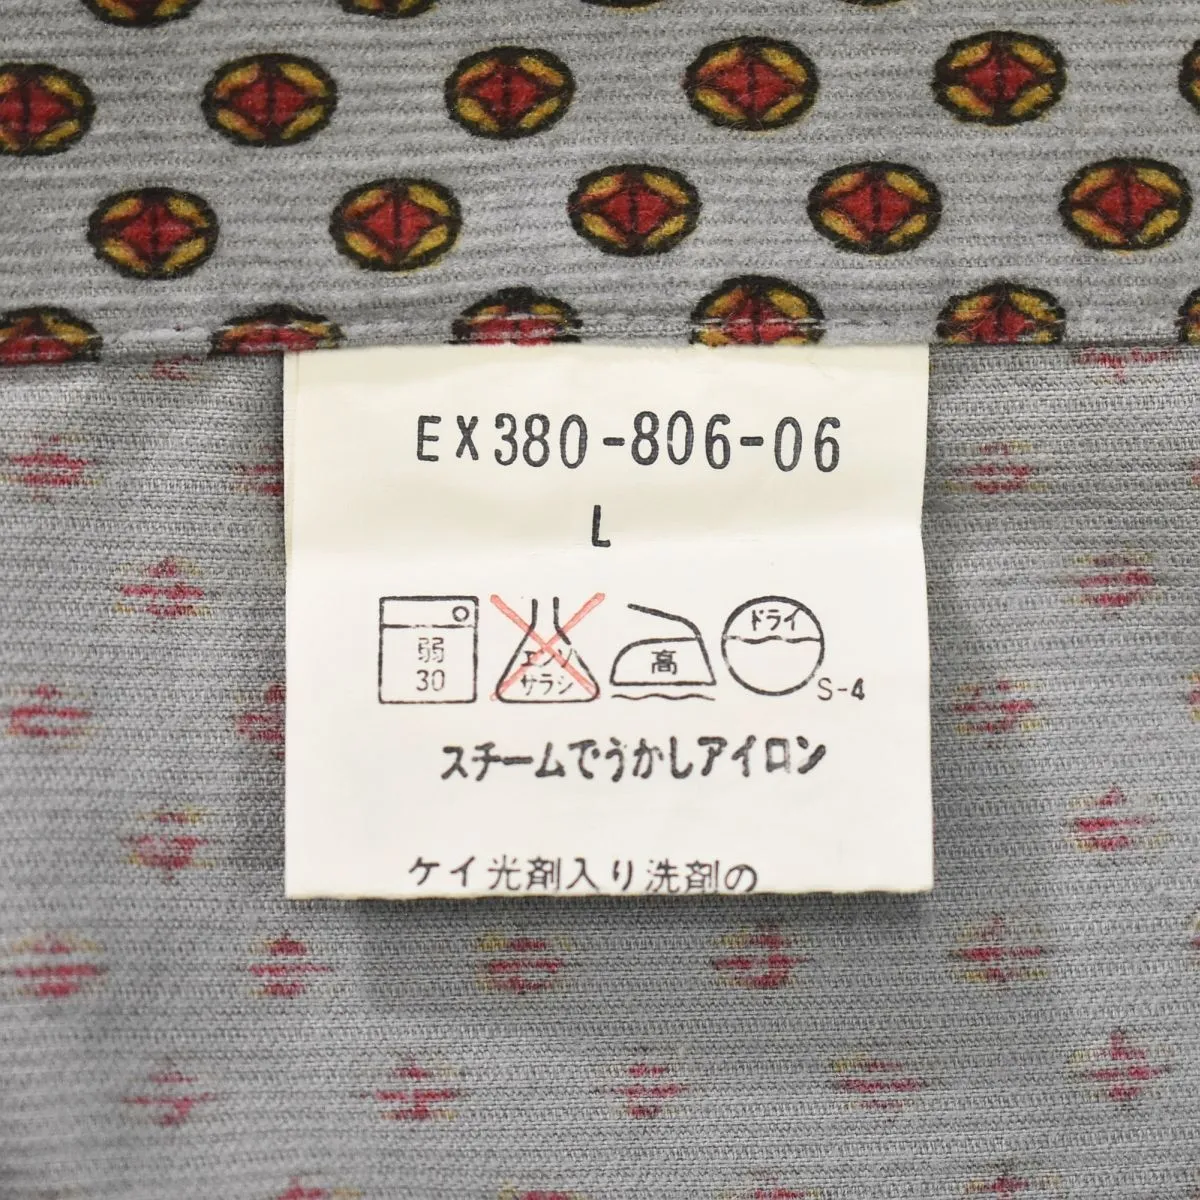 EX380-806-06
L
弱 30
エンソ サラシ
高
ドライ
S-4
スチームでうかしアイロン
ケイ光剤入り洗剤の